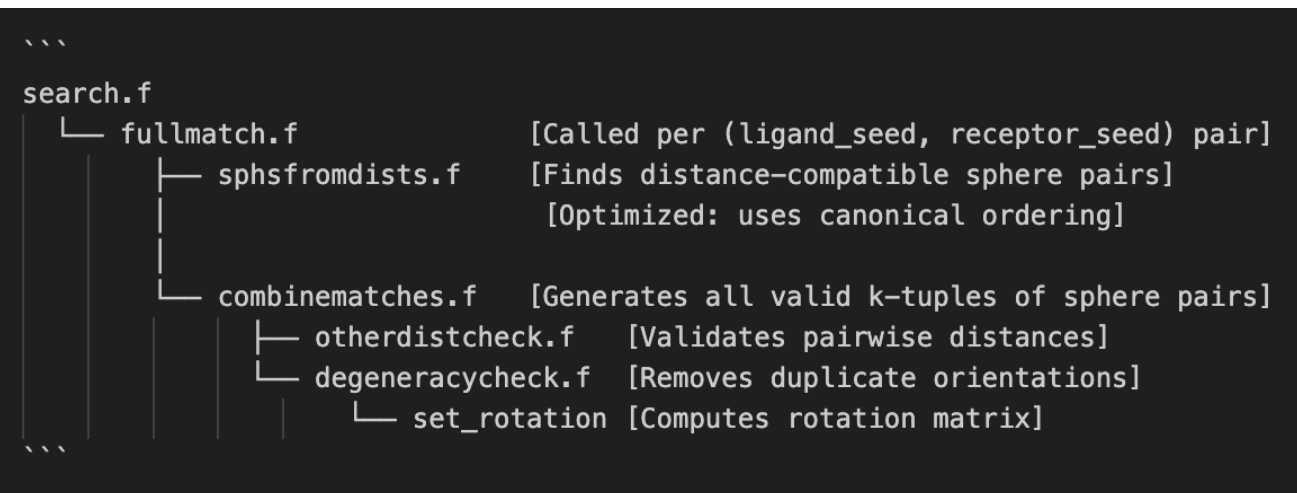 ```
search.f
  └── fullmatch.f              [Called per (ligand_seed, receptor_seed) pair]
        ├── sphsfromdists.f    [Finds distance-compatible sphere pairs]
        │                       [Optimized: uses canonical ordering]
        │
        └── combinematches.f   [Generates all valid k-tuples of sphere pairs]
              ├── otherdistcheck.f   [Validates pairwise distances]
              └── degeneracycheck.f  [Removes duplicate orientations]
                    └── set_rotation [Computes rotation matrix]
```